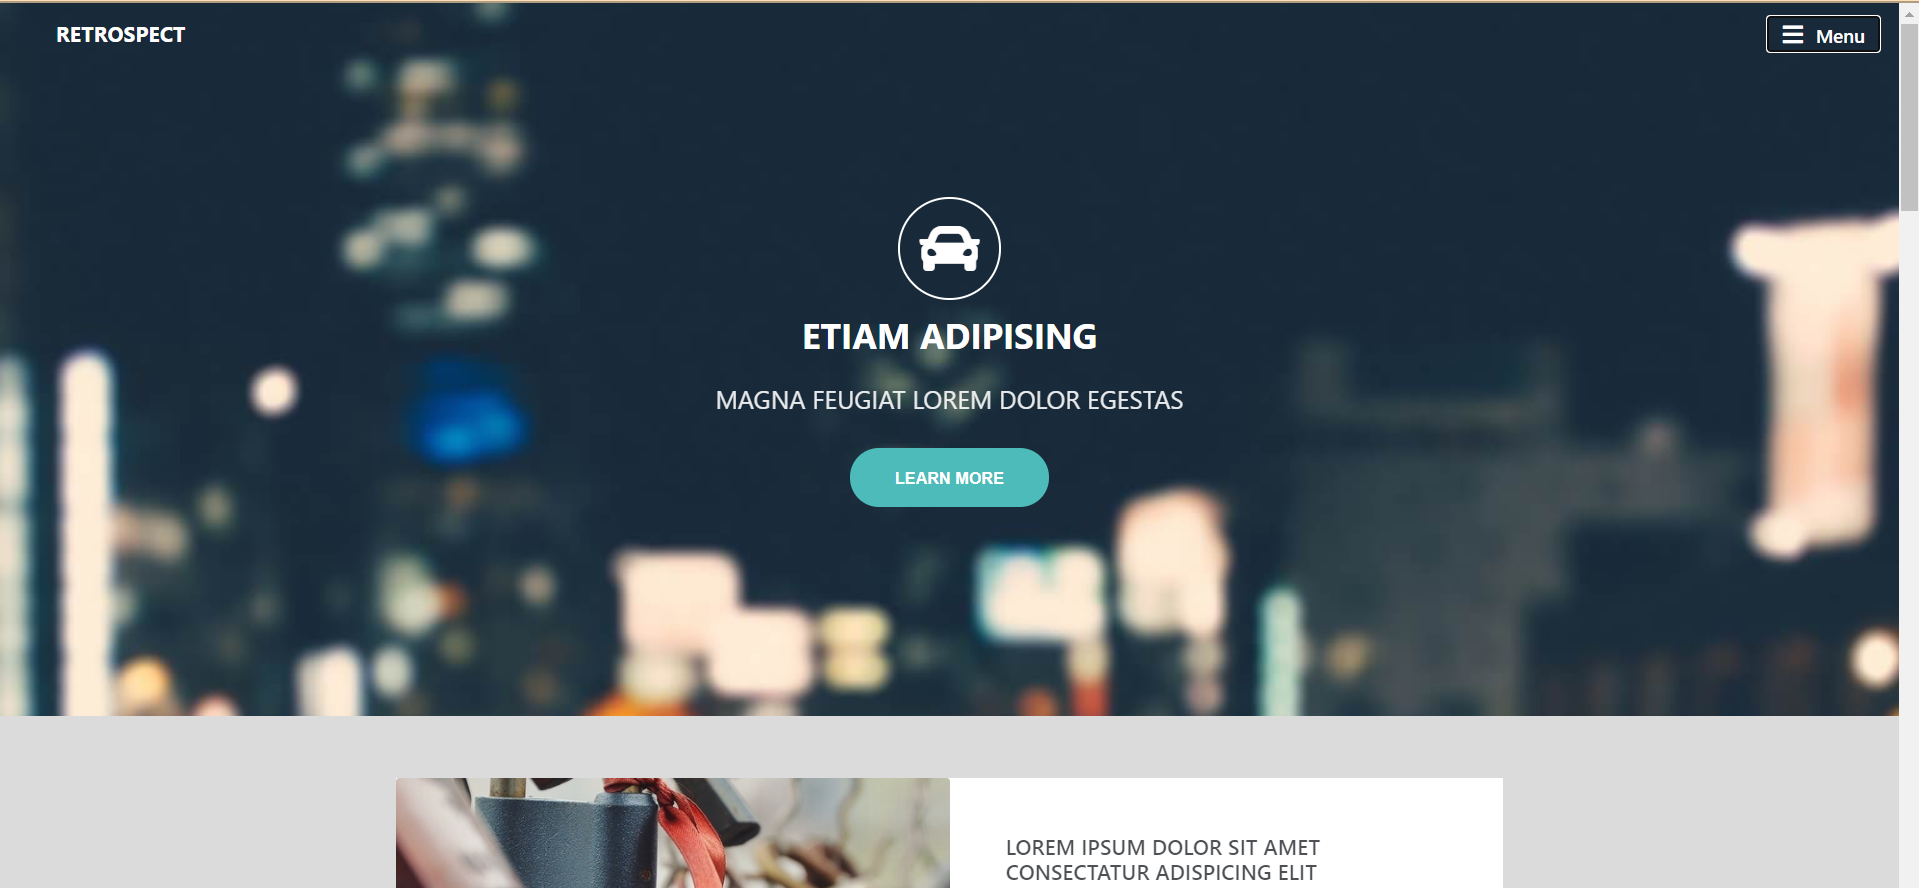 RETROSPECT
Menu
ETIAM ADIPISING
MAGNA FEUGIAT LOREM DOLOR EGESTAS
LEARN MORE
LOREM IPSUM DOLOR SIT AMET
CONSECTATUR ADISPICING ELIT